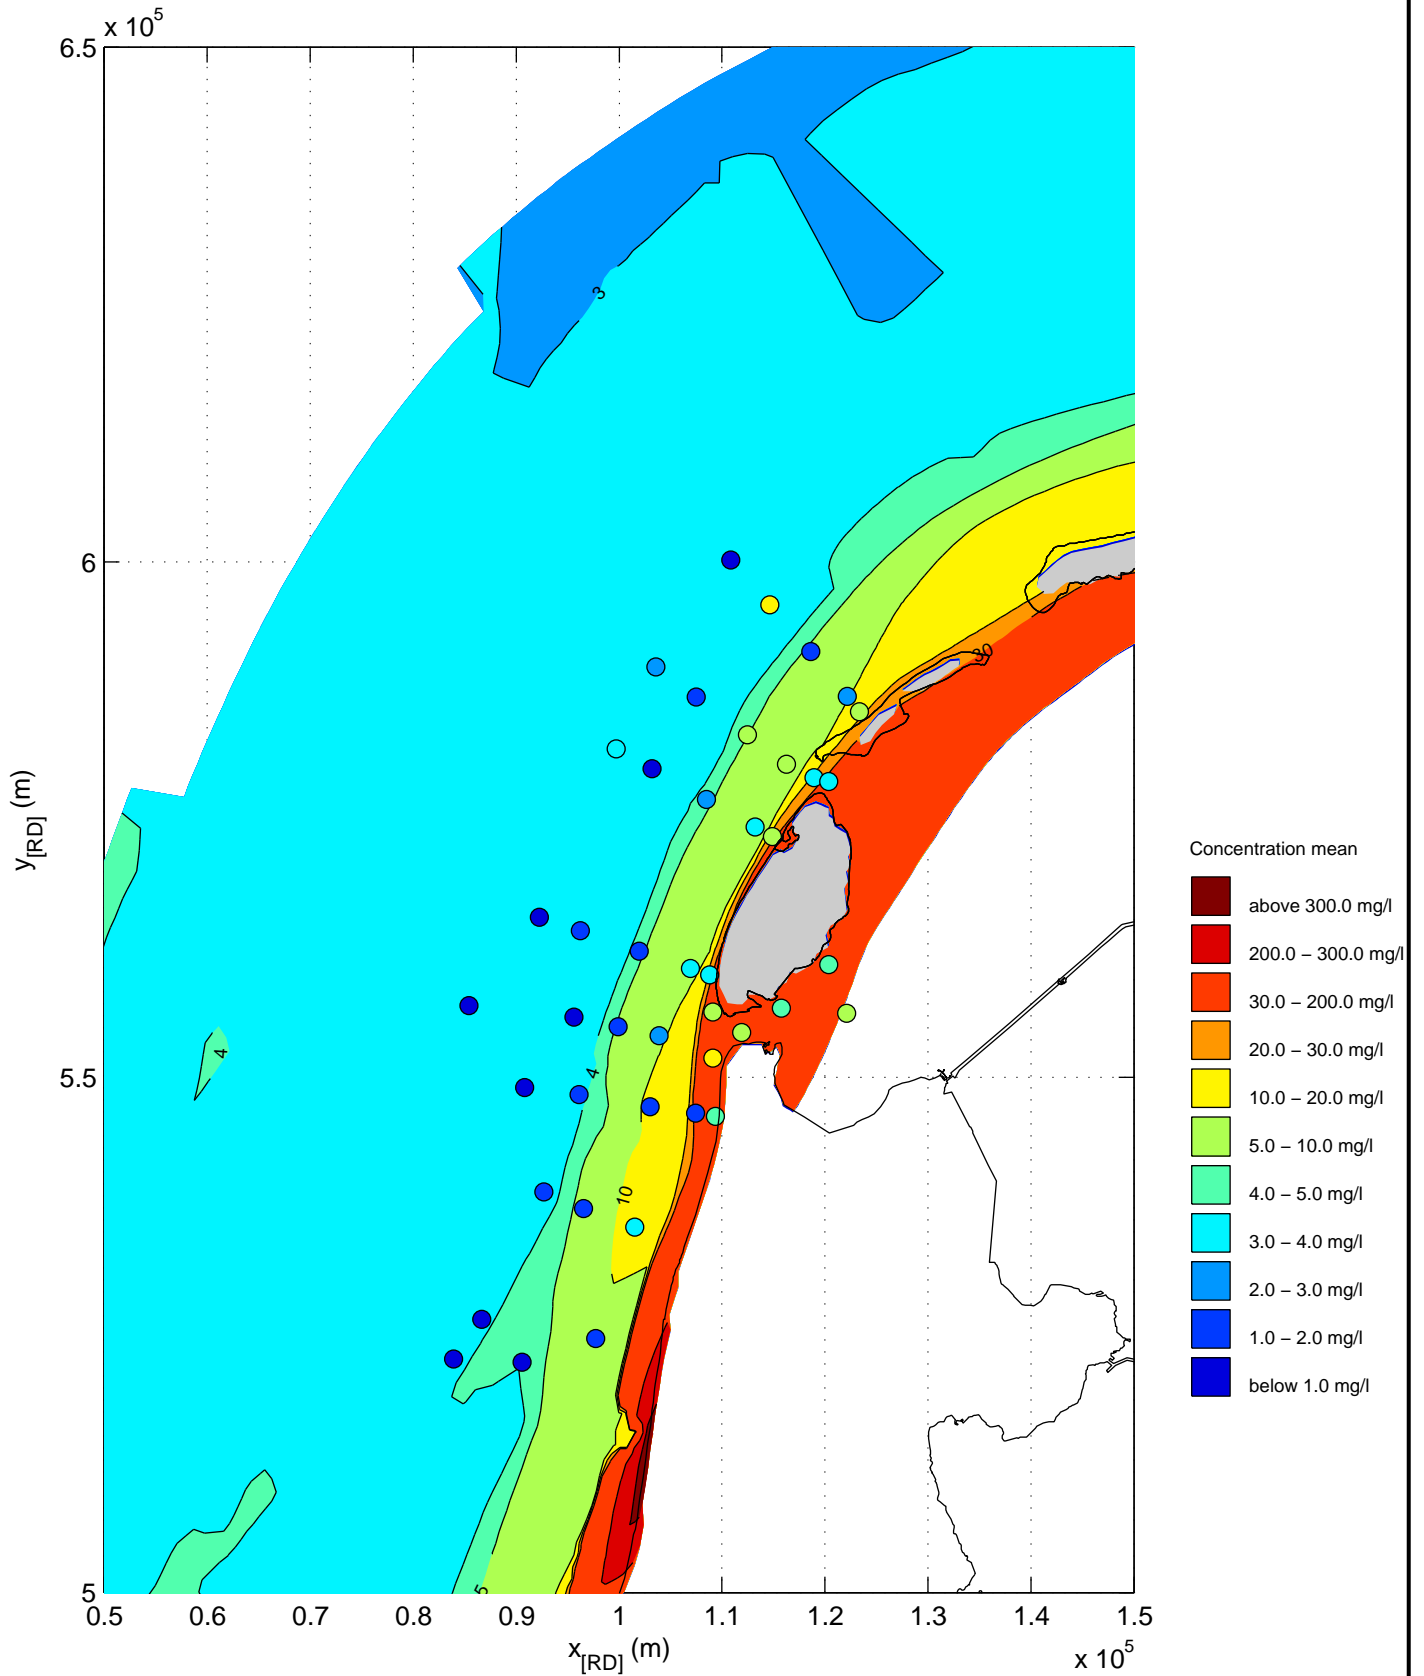 x 10^5
6.5
6
5.5
5
y[RD] (m)
0.5 0.6 0.7 0.8 0.9 1 1.1 1.2 1.3 1.4 1.5
x[RD] (m)
x 10^5
3
30
4
4
10
5
Concentration mean
above 300.0 mg/l
200.0 – 300.0 mg/l
30.0 – 200.0 mg/l
20.0 – 30.0 mg/l
10.0 – 20.0 mg/l
5.0 – 10.0 mg/l
4.0 – 5.0 mg/l
3.0 – 4.0 mg/l
2.0 – 3.0 mg/l
1.0 – 2.0 mg/l
below 1.0 mg/l